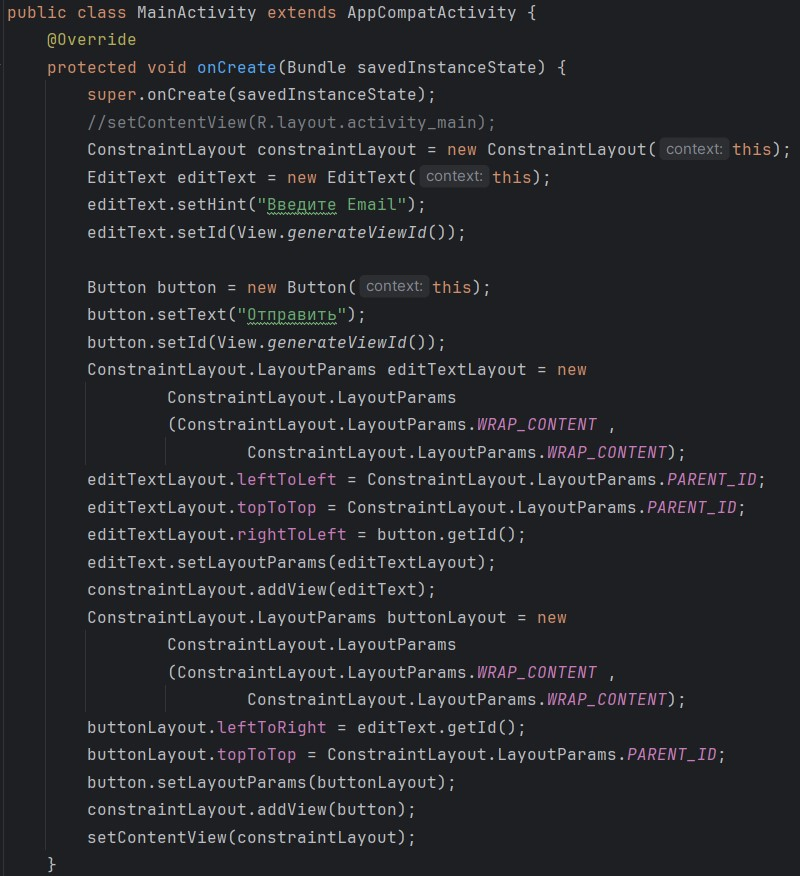 public class MainActivity extends AppCompatActivity {
@Override
protected void onCreate(Bundle savedInstanceState) {
super.onCreate(savedInstanceState);
//setContentView(R.layout.activity_main);
ConstraintLayout constraintLayout = new ConstraintLayout( context: this);
EditText editText = new EditText( context: this);
editText.setHint("Введите Email");
editText.setId(View.generateViewId());
Button button = new Button( context: this);
button.setText("Отправить");
button.setId(View.generateViewId());
ConstraintLayout.LayoutParams editTextLayout = new
ConstraintLayout.LayoutParams
(ConstraintLayout.LayoutParams.WRAP_CONTENT ,
ConstraintLayout.LayoutParams.WRAP_CONTENT);
editTextLayout.leftToLeft = ConstraintLayout.LayoutParams.PARENT_ID;
editTextLayout.topToTop = ConstraintLayout.LayoutParams.PARENT_ID;
editTextLayout.rightToLeft = button.getId();
editText.setLayoutParams(editTextLayout);
constraintLayout.addView(editText);
ConstraintLayout.LayoutParams buttonLayout = new
ConstraintLayout.LayoutParams
(ConstraintLayout.LayoutParams.WRAP_CONTENT ,
ConstraintLayout.LayoutParams.WRAP_CONTENT);
buttonLayout.leftToRight = editText.getId();
buttonLayout.topToTop = ConstraintLayout.LayoutParams.PARENT_ID;
button.setLayoutParams(buttonLayout);
constraintLayout.addView(button);
setContentView(constraintLayout);
}